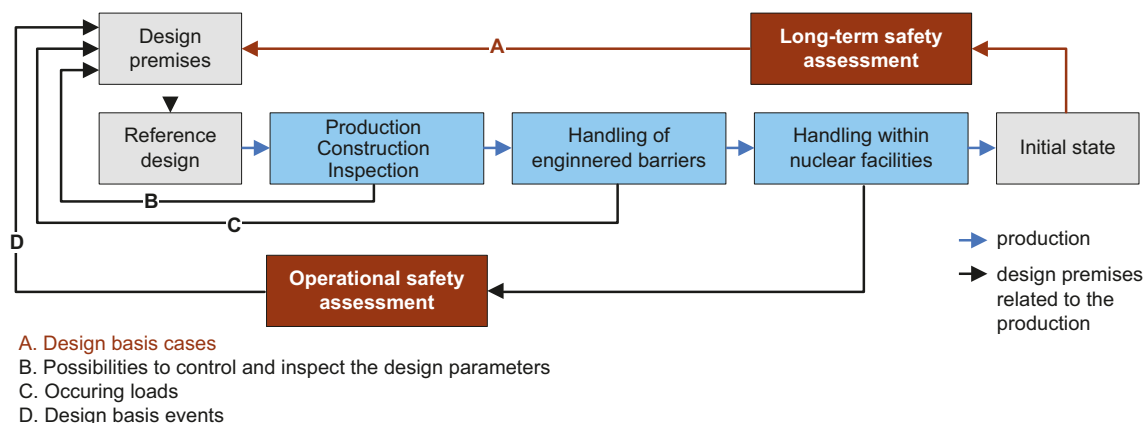 Design
premises
A
Long-term safety
assessment
Reference
design
Production
Construction
Inspection
Handling of
enginnered barriers
Handling within
nuclear facilities
Initial state
B
C
D
Operational safety
assessment
production
design premises
related to the
production
A. Design basis cases
B. Possibilities to control and inspect the design parameters
C. Occuring loads
D. Design basis events